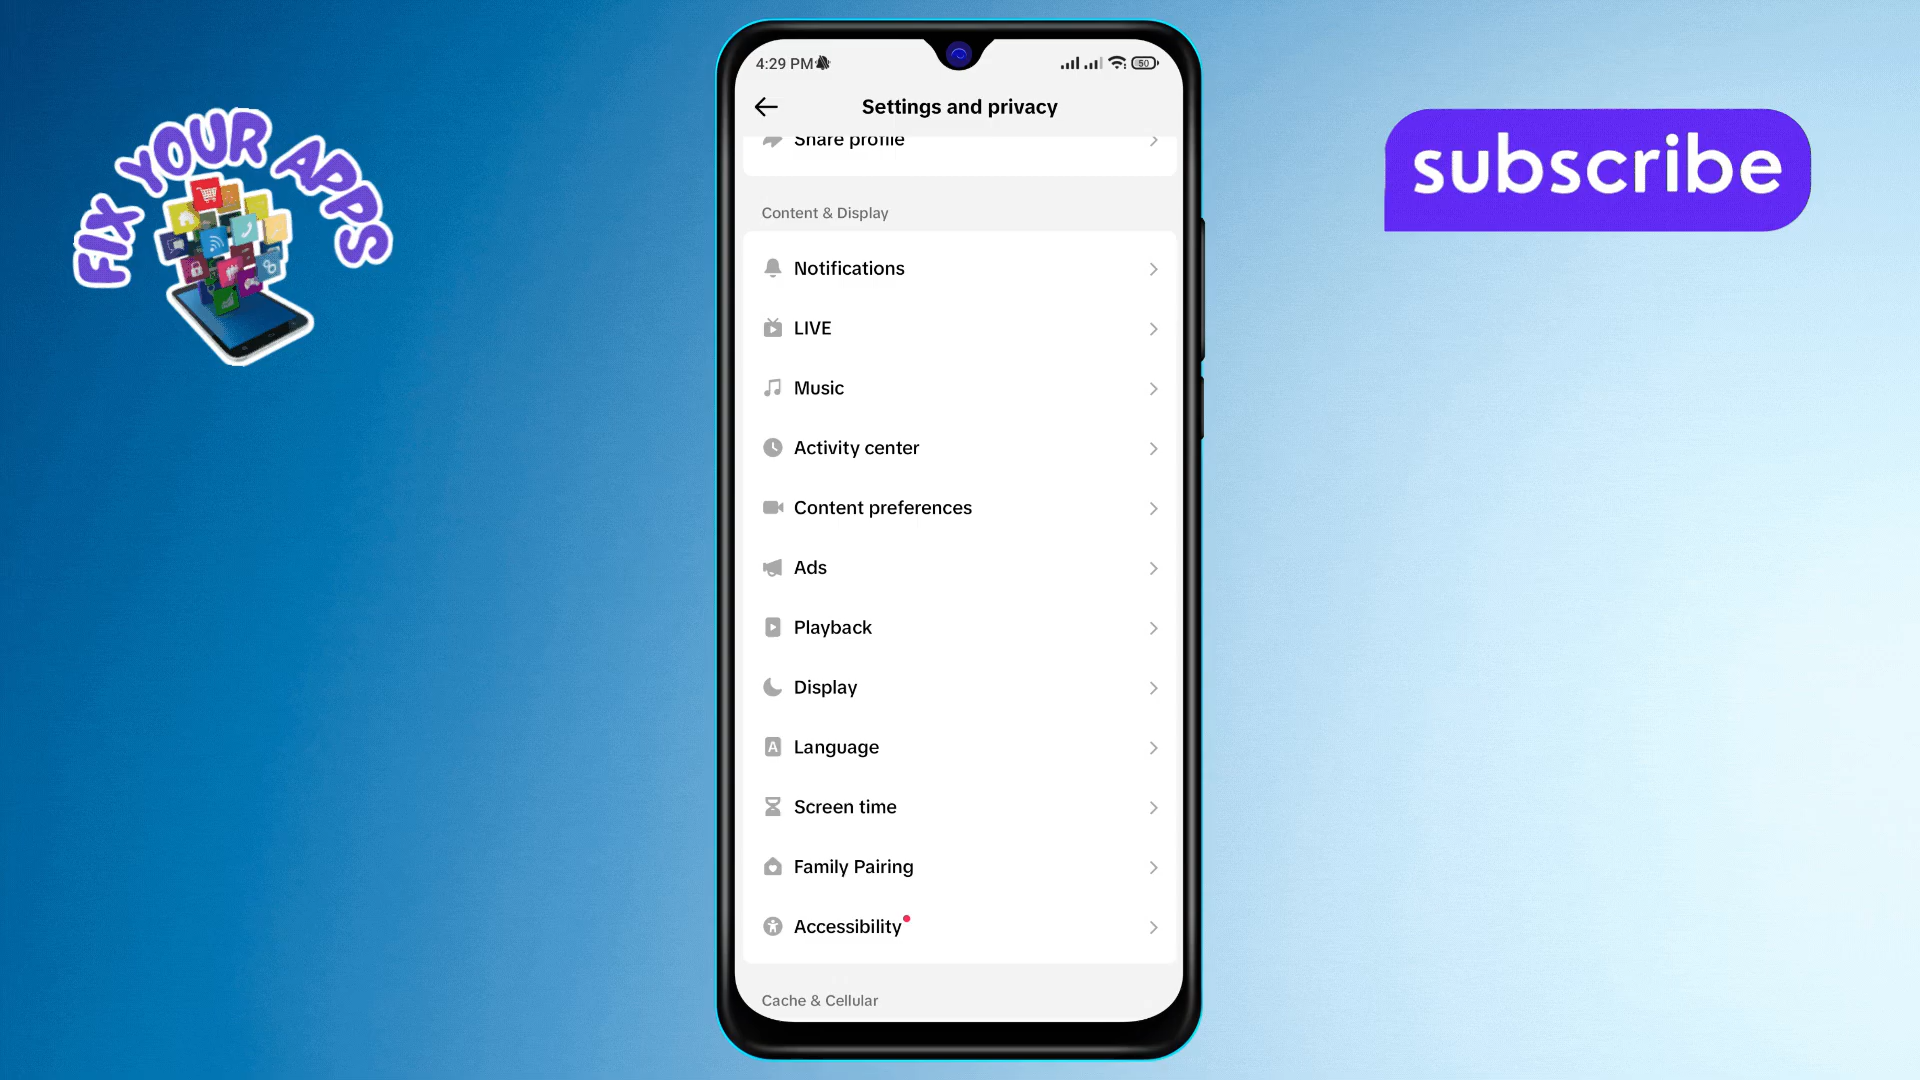 FIX YOUR APPS
subscribe
4:29 PM
50
Settings and privacy
Share profile
Content & Display
Notifications
LIVE
Music
Activity center
Content preferences
Ads
Playback
Display
A
Language
Screen time
Family Pairing
Accessibility
Cache & Cellular